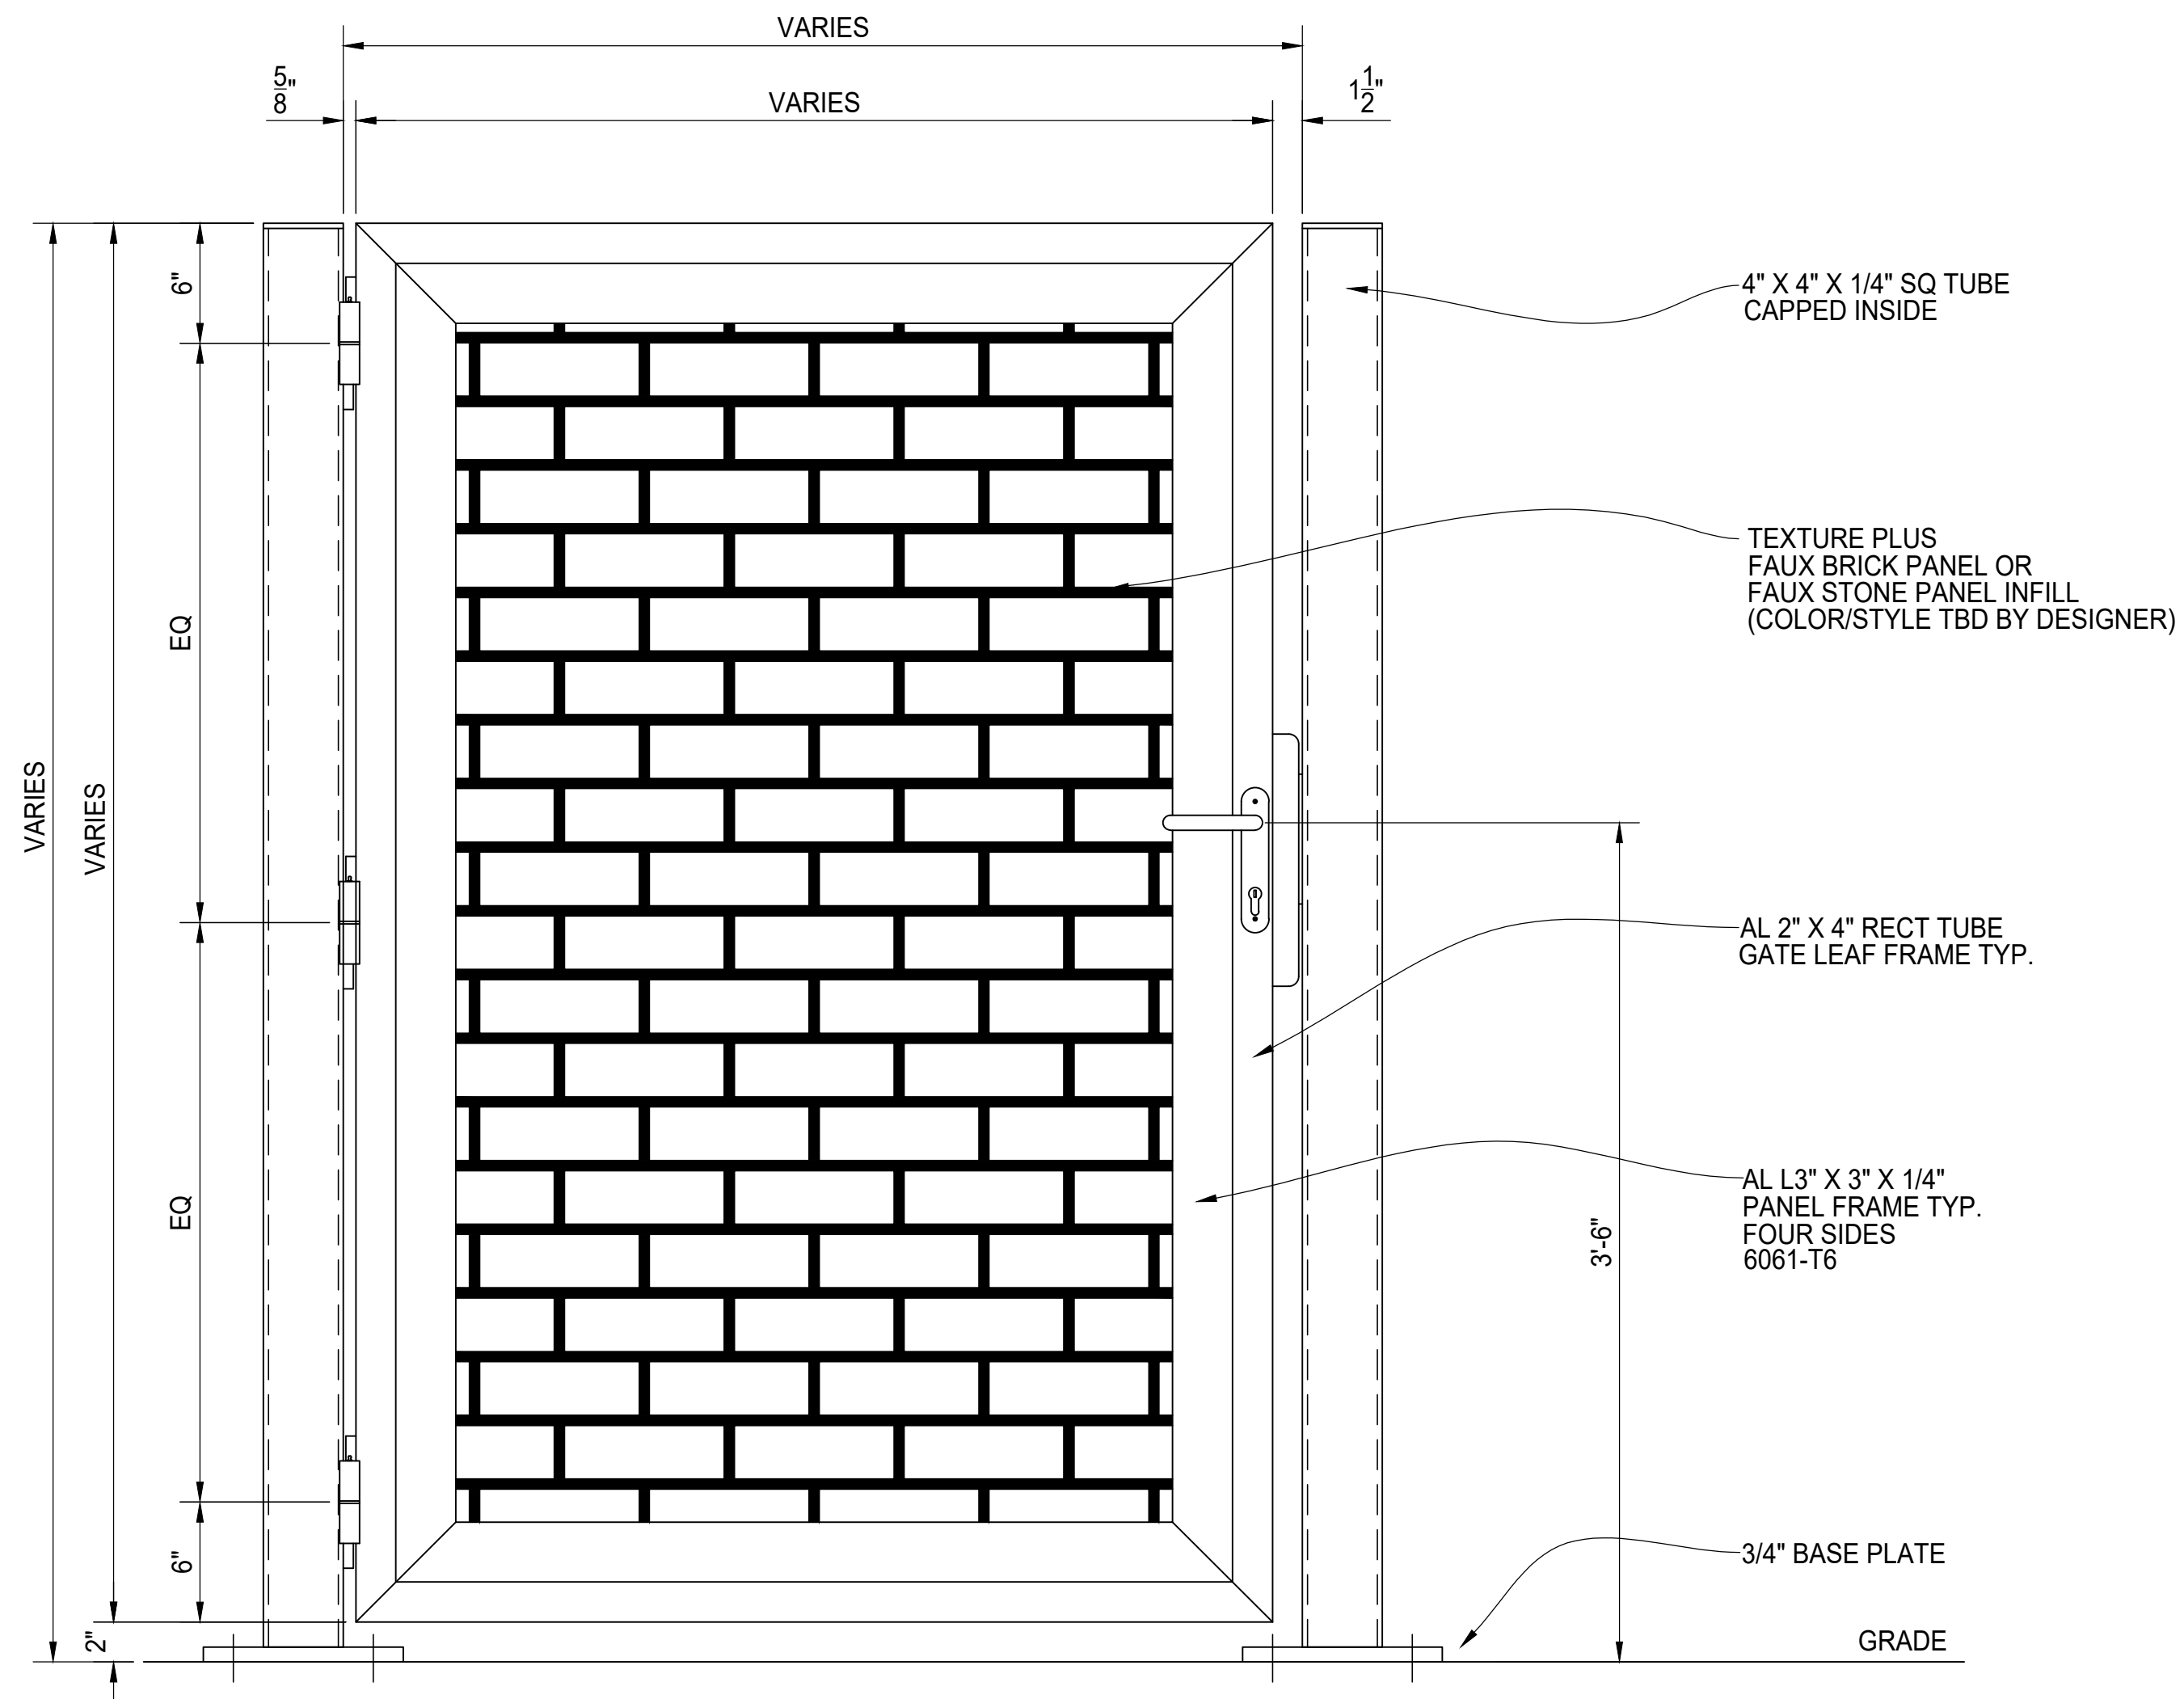 VARIES
5/8"
VARIES
1 1/2"
6"
4" X 4" X 1/4" SQ TUBE
CAPPED INSIDE
TEXTURE PLUS
FAUX BRICK PANEL OR
FAUX STONE PANEL INFILL
(COLOR/STYLE TBD BY DESIGNER)
EQ
VARIES
VARIES
AL 2" X 4" RECT TUBE
GATE LEAF FRAME TYP.
AL L3" X 3" X 1/4"
PANEL FRAME TYP.
FOUR SIDES
6061-T6
EQ
3'-6"
6"
3/4" BASE PLATE
2"
GRADE